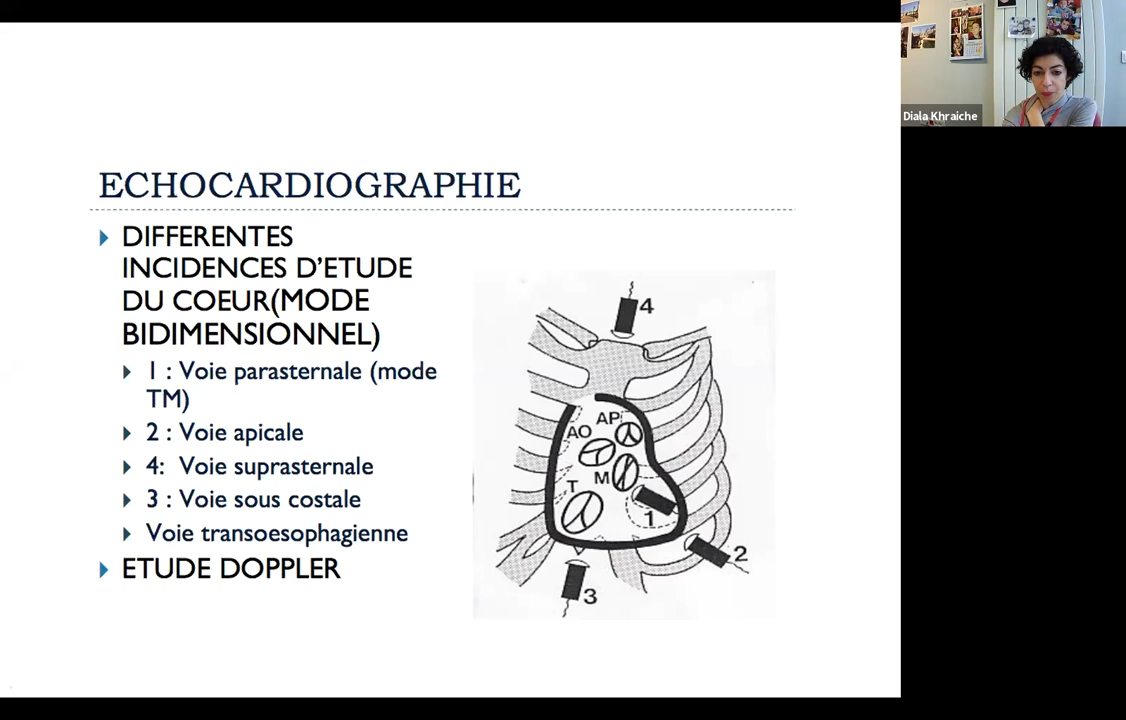 ECHOCARDIOGRAPHIE
DIFFERENTES
INCIDENCES D'ETUDE
DU COEUR(MODE
BIDIMENSIONNEL)
1 : Voie parasternale (mode
TM)
2 : Voie apicale
4: Voie suprasternale
3 : Voie sous costale
Voie transoesophagienne
ETUDE DOPPLER
4
AP
AO
M
T
1
2
3
Diala Khraiche